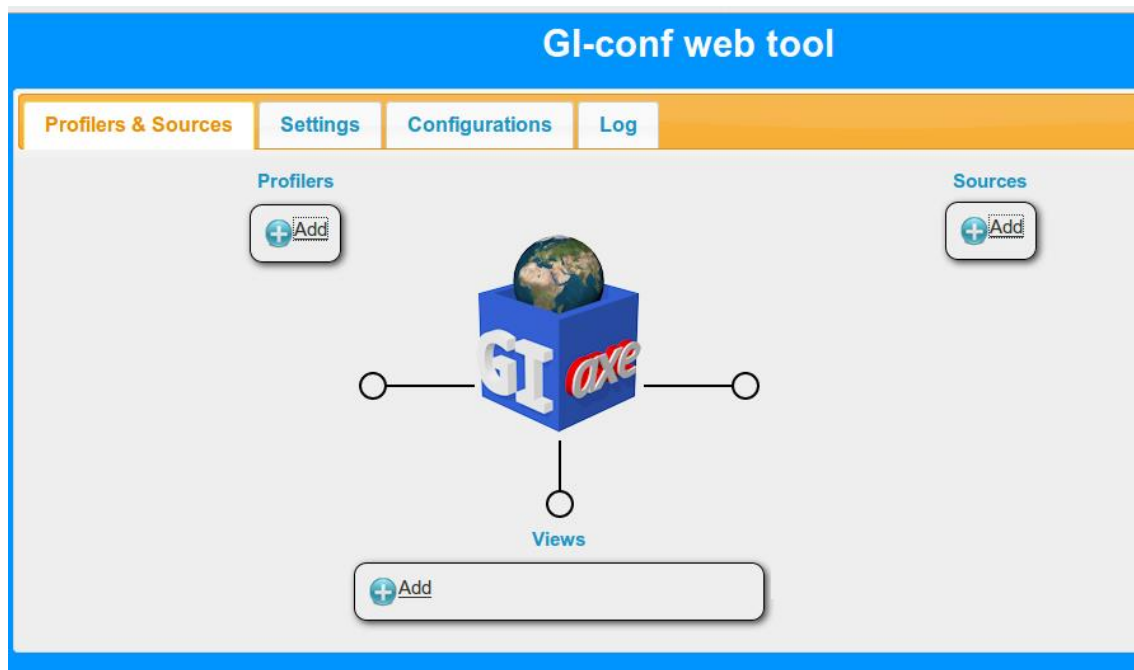 GI-conf web tool
Profilers & Sources Settings Configurations Log
Profilers Sources
Add Add
GI axe
Views
Add